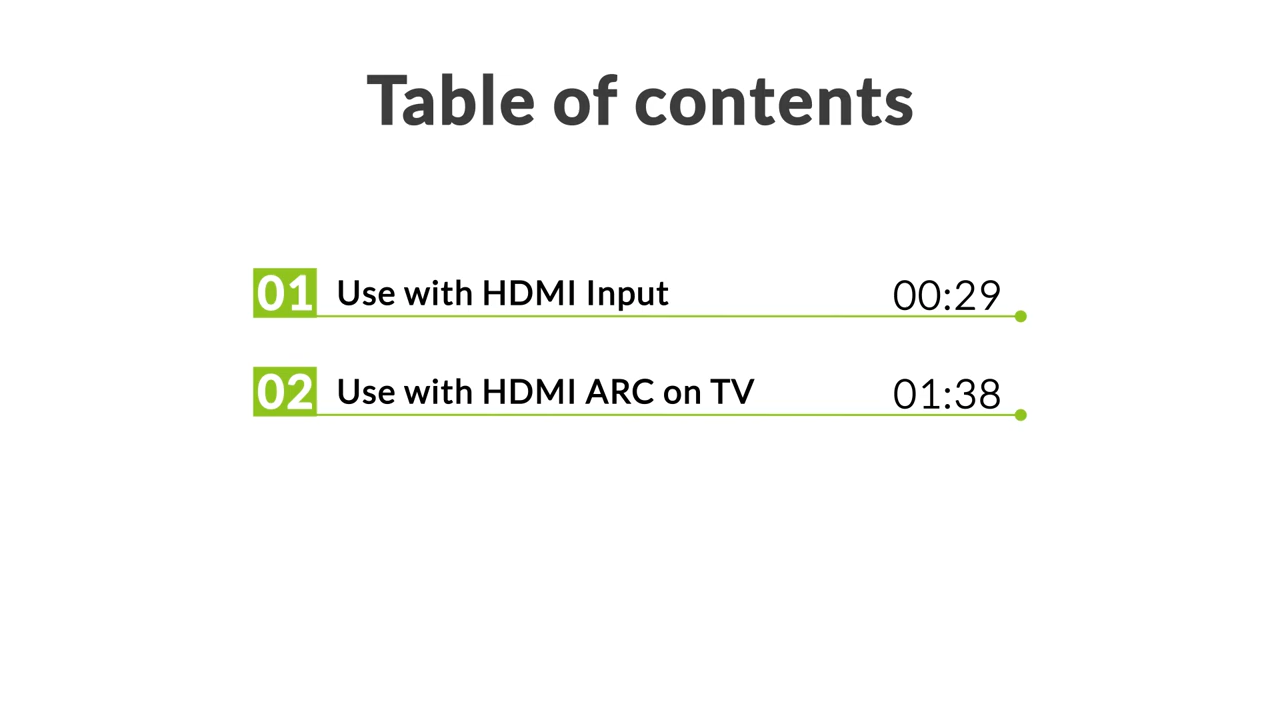 Table of contents
01 Use with HDMI Input 00:29
02 Use with HDMI ARC on TV 01:38